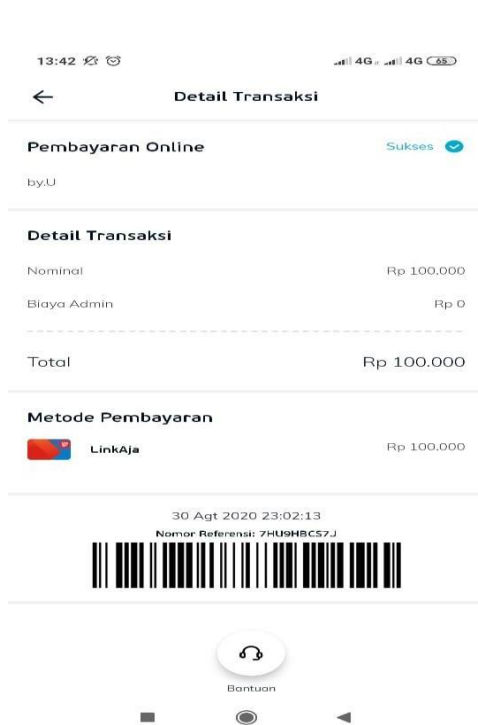 13:42 4G 4G 65
Detail Transaksi
Pembayaran Online Sukses
by.U
Detail Transaksi
Nominal Rp 100.000
Biaya Admin Rp 0
Total Rp 100.000
Metode Pembayaran
LinkAja Rp 100.000
30 Agt 2020 23:02:13
Nomor Referensi: 7HU9HBCS7J
Bantuan